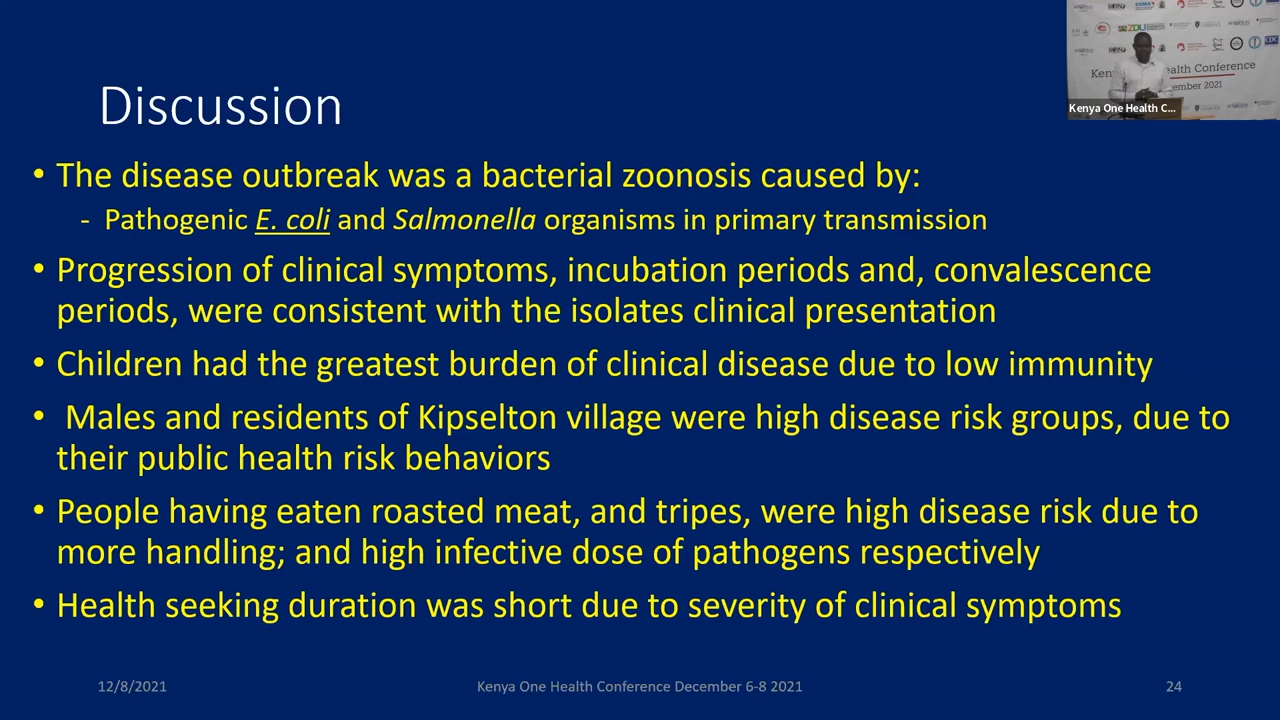 Discussion
• The disease outbreak was a bacterial zoonosis caused by:
- Pathogenic E. coli and Salmonella organisms in primary transmission
• Progression of clinical symptoms, incubation periods and, convalescence
periods, were consistent with the isolates clinical presentation
• Children had the greatest burden of clinical disease due to low immunity
• Males and residents of Kipselton village were high disease risk groups, due to
their public health risk behaviors
• People having eaten roasted meat, and tripes, were high disease risk due to
more handling; and high infective dose of pathogens respectively
• Health seeking duration was short due to severity of clinical symptoms
12/8/2021
Kenya One Health Conference December 6-8 2021
24
ZDU
Health Conference
2021
Kenya One Health C...